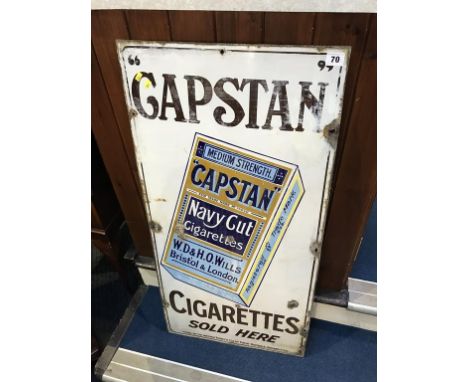 70
"CAPSTAN"
MEDIUM STRENGTH.
"CAPSTAN"
Navy Cut
Cigarettes
W.D.& H.O. WILLS
Bristol & London.
CIGARETTES
SOLD HERE